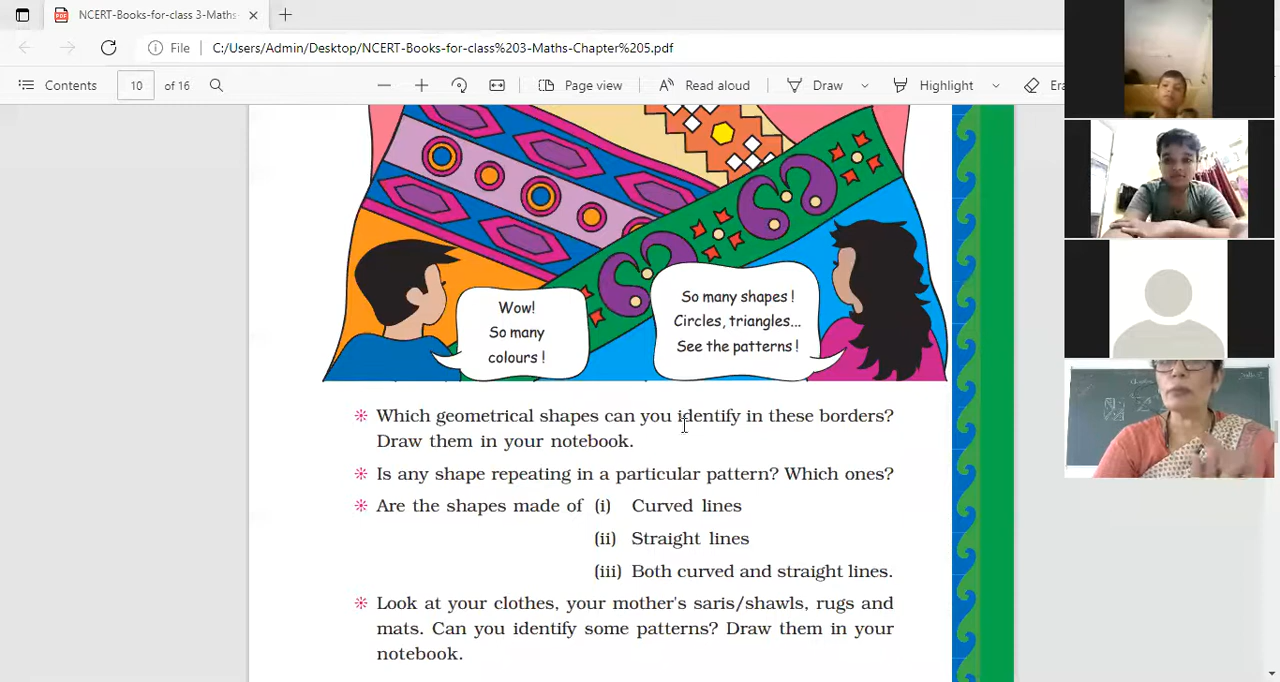 NCERT-Books-for-class 3-Maths-
File
C:/Users/Admin/Desktop/NCERT-Books-for-class%203-Maths-Chapter%205.pdf
Contents
10 of 16
Page view
Read aloud
Draw
Highlight
Era
Wow!
So many
colours !
So many shapes !
Circles, triangles...
See the patterns !
Which geometrical shapes can you identify in these borders?
Draw them in your notebook.
Is any shape repeating in a particular pattern? Which ones?
Are the shapes made of (i) Curved lines
(ii) Straight lines
(iii) Both curved and straight lines.
Look at your clothes, your mother's saris/shawls, rugs and
mats. Can you identify some patterns? Draw them in your
notebook.